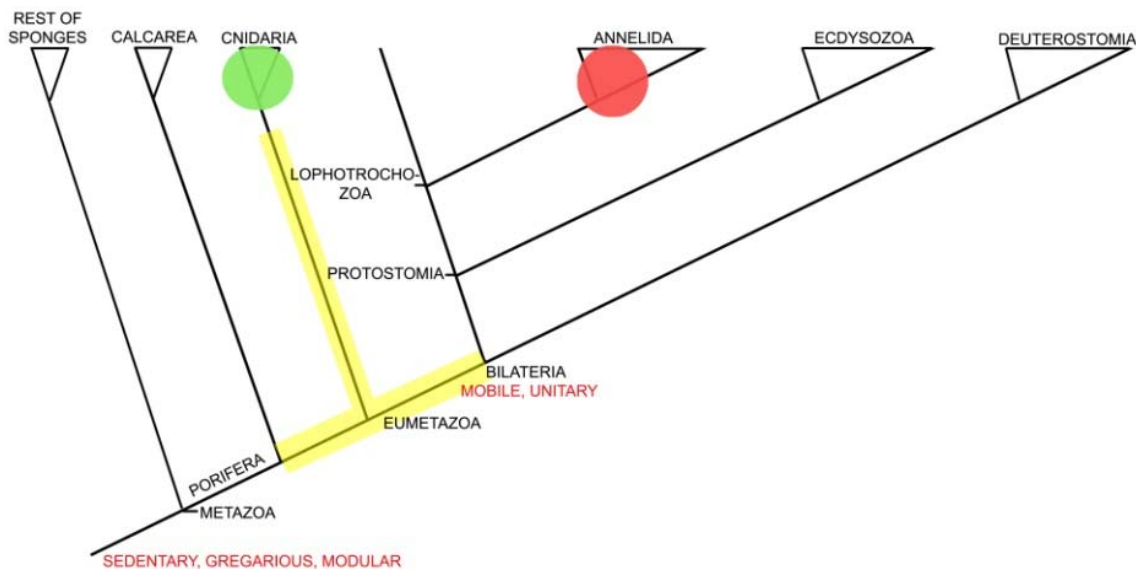 REST OF
SPONGES
CALCAREA
CNIDARIA
ANNELIDA
ECDYSOZOA
DEUTEROSTOMIA
LOPHOTROCHO-
ZOA
PROTOSTOMIA
BILATERIA
MOBILE, UNITARY
EUMETAZOA
PORIFERA
METAZOA
SEDENTARY, GREGARIOUS, MODULAR